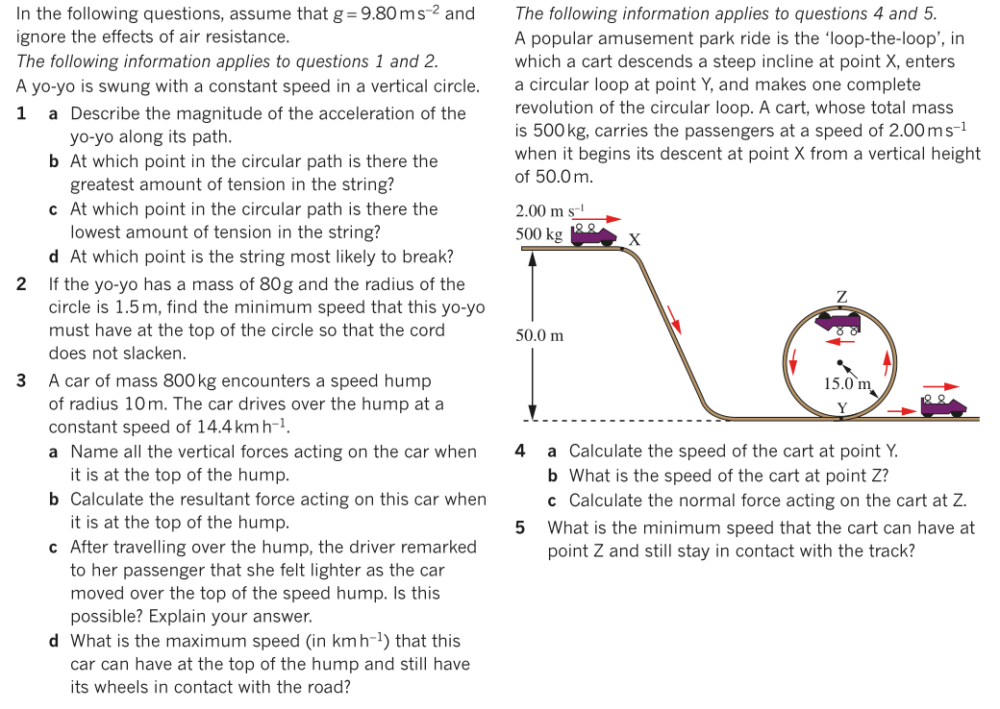 In the following questions, assume that g = 9.80 m s⁻² and
ignore the effects of air resistance.
The following information applies to questions 1 and 2.
A yo-yo is swung with a constant speed in a vertical circle.
1 a Describe the magnitude of the acceleration of the
yo-yo along its path.
b At which point in the circular path is there the
greatest amount of tension in the string?
c At which point in the circular path is there the
lowest amount of tension in the string?
d At which point is the string most likely to break?
2 If the yo-yo has a mass of 80 g and the radius of the
circle is 1.5 m, find the minimum speed that this yo-yo
must have at the top of the circle so that the cord
does not slacken.
3 A car of mass 800 kg encounters a speed hump
of radius 10 m. The car drives over the hump at a
constant speed of 14.4 km h⁻¹.
a Name all the vertical forces acting on the car when
it is at the top of the hump.
b Calculate the resultant force acting on this car when
it is at the top of the hump.
c After travelling over the hump, the driver remarked
to her passenger that she felt lighter as the car
moved over the top of the speed hump. Is this
possible? Explain your answer.
d What is the maximum speed (in km h⁻¹) that this
car can have at the top of the hump and still have
its wheels in contact with the road?
The following information applies to questions 4 and 5.
A popular amusement park ride is the ‘loop-the-loop’, in
which a cart descends a steep incline at point X, enters
a circular loop at point Y, and makes one complete
revolution of the circular loop. A cart, whose total mass
is 500 kg, carries the passengers at a speed of 2.00 m s⁻¹
when it begins its descent at point X from a vertical height
of 50.0 m.
2.00 m s⁻¹
500 kg
X
Z
50.0 m
15.0 m
Y
4 a Calculate the speed of the cart at point Y.
b What is the speed of the cart at point Z?
c Calculate the normal force acting on the cart at Z.
5 What is the minimum speed that the cart can have at
point Z and still stay in contact with the track?